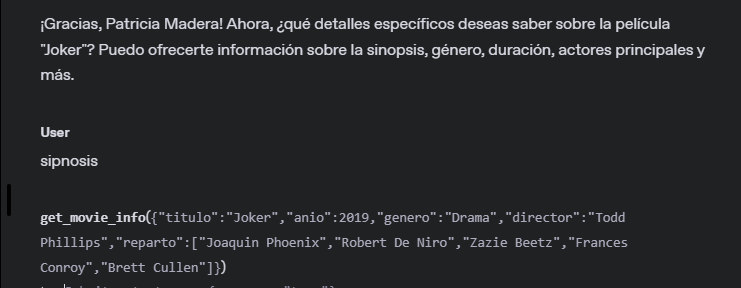 ¡Gracias, Patricia Madera! Ahora, ¿qué detalles específicos deseas saber sobre la película
"Joker"? Puedo ofrecerte información sobre la sinopsis, género, duración, actores principales y
más.
User
sipnosis
get_movie_info({"titulo":"Joker","anio":2019,"genero":"Drama","director":"Todd
Phillips","reparto":["Joaquin Phoenix","Robert De Niro","Zazie Beetz","Frances
Conroy","Brett Cullen"]})